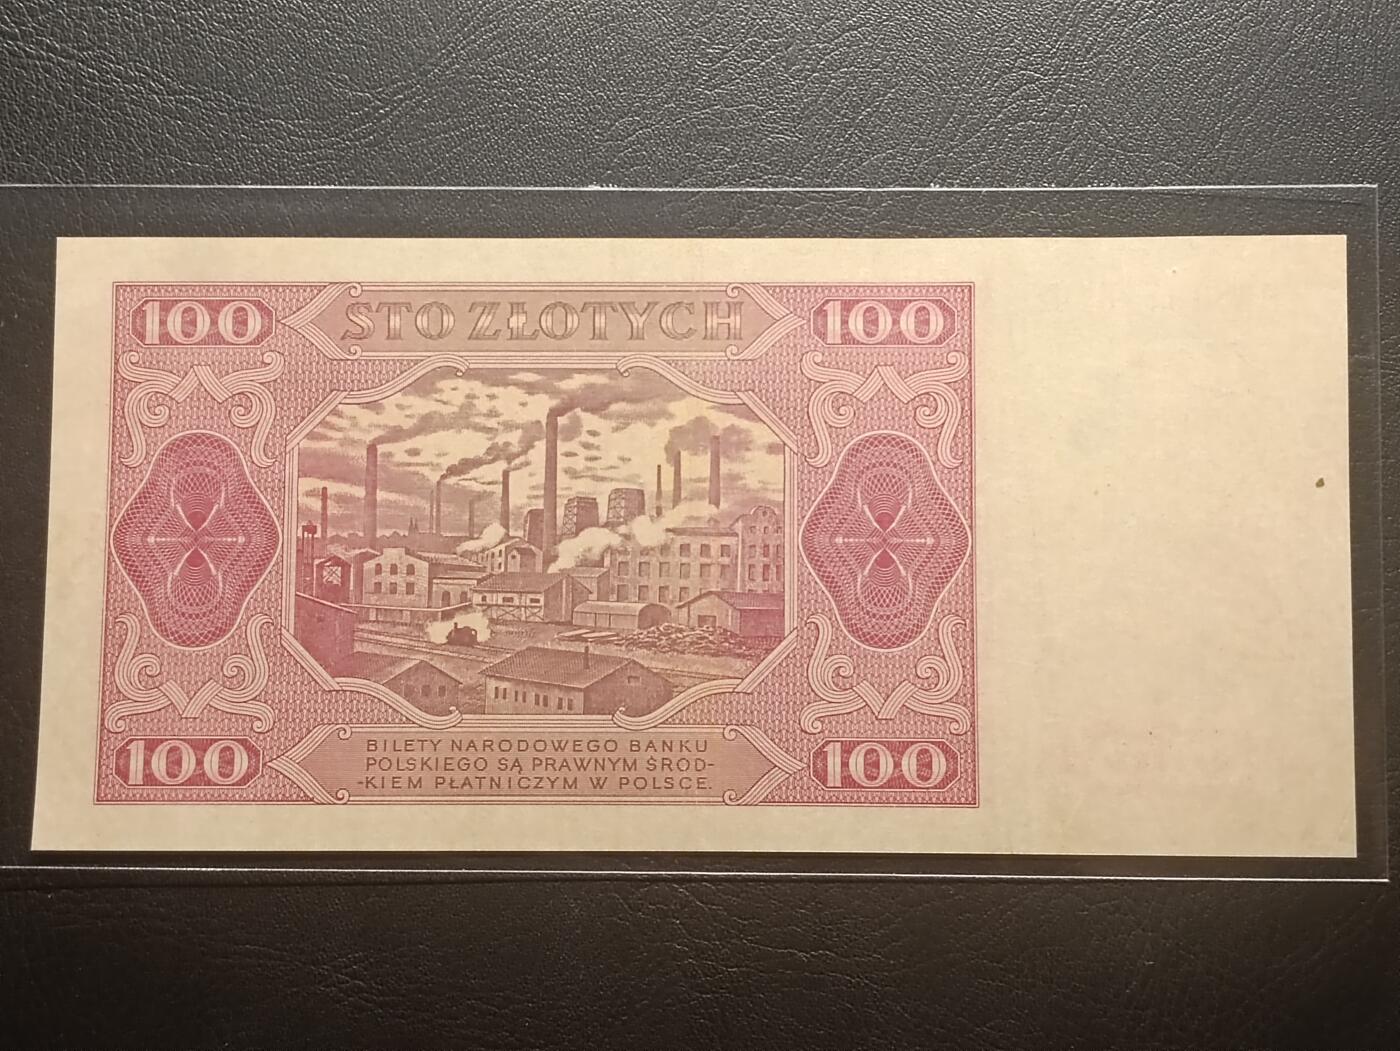 100 STO ZŁOTYCH 100
100 BILETY NARODOWEGO BANKU 100
POLSKIEGO SĄ PRAWNYM ŚROD-
-KIEM PŁATNICZYM W POLSCE.